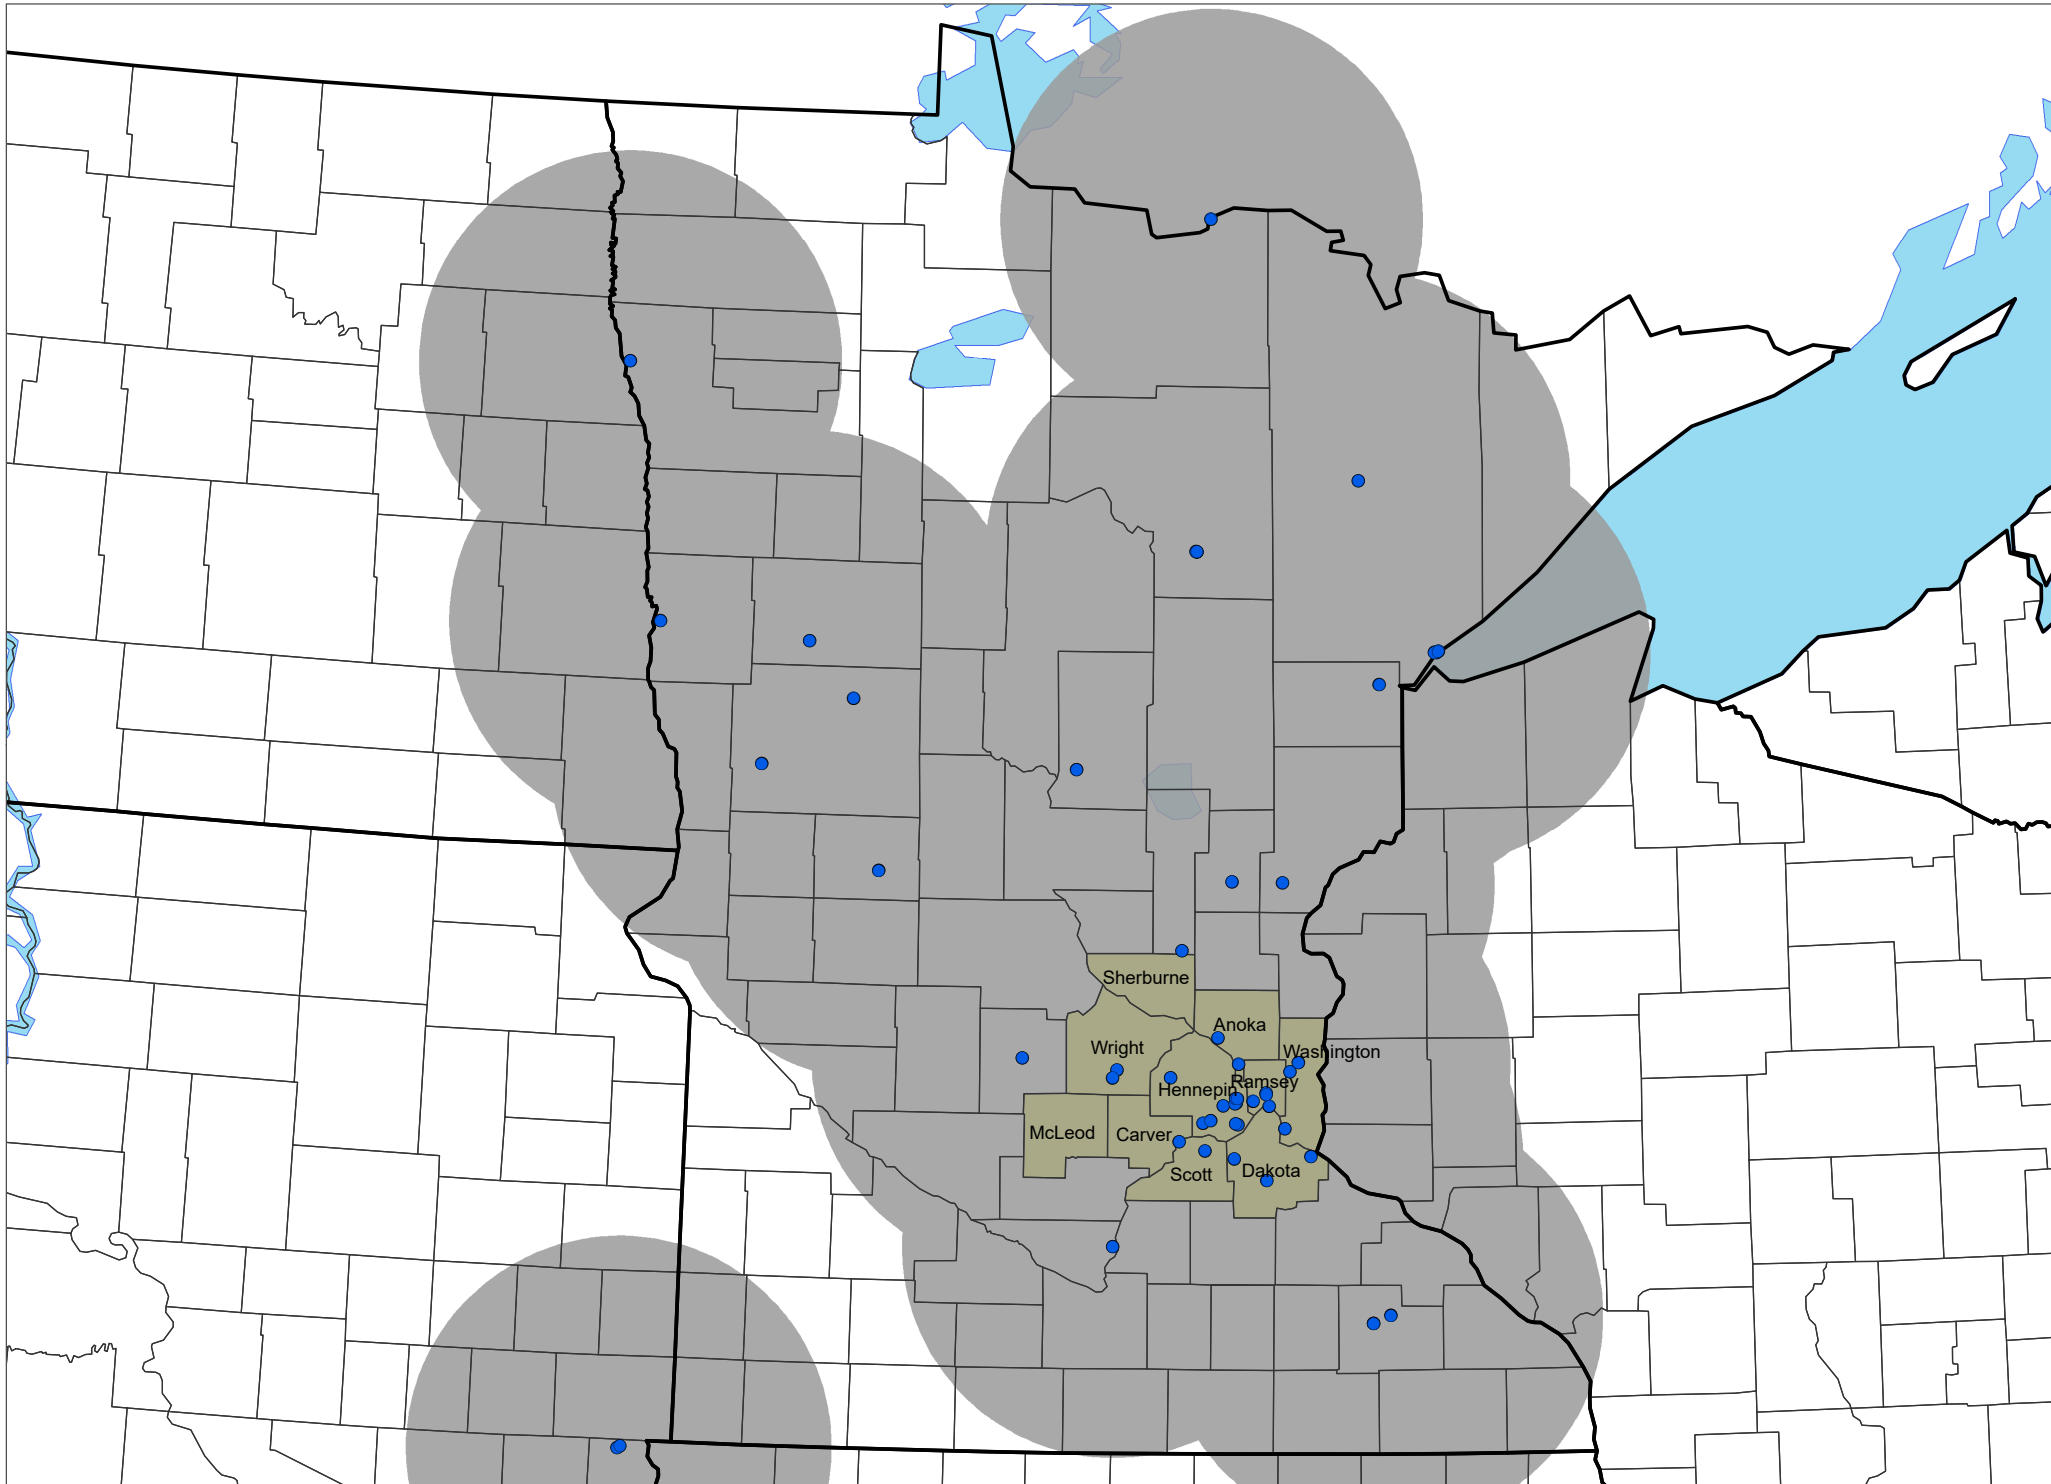 Sherburne
Anoka
Wright
Washington
Ramsey
Hennepin
McLeod
Carver
Scott
Dakota